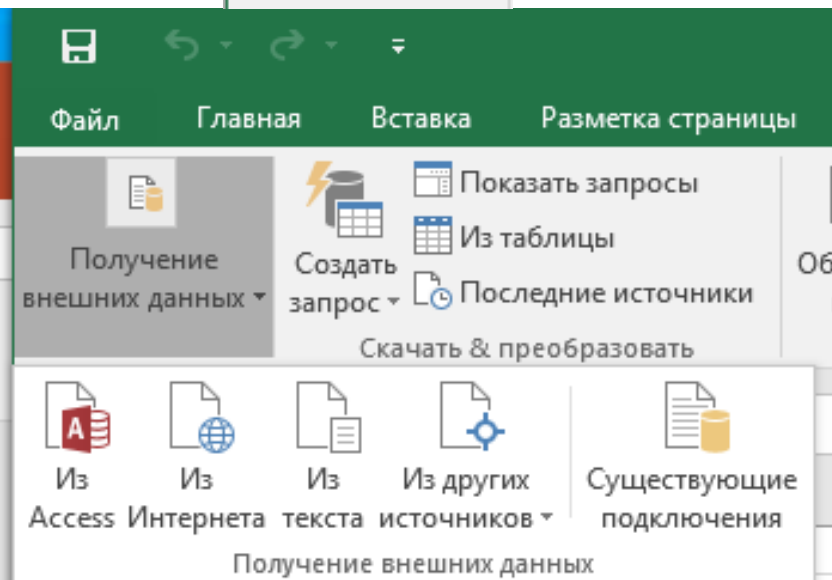 Файл Главная Вставка Разметка страницы
Получение
внешних данных
Создать
запрос
Показать запросы
Из таблицы
Последние источники
Скачать & преобразовать
Из
Access
Из
Интернета
Из
текста
Из других
источников
Существующие
подключения
Получение внешних данных